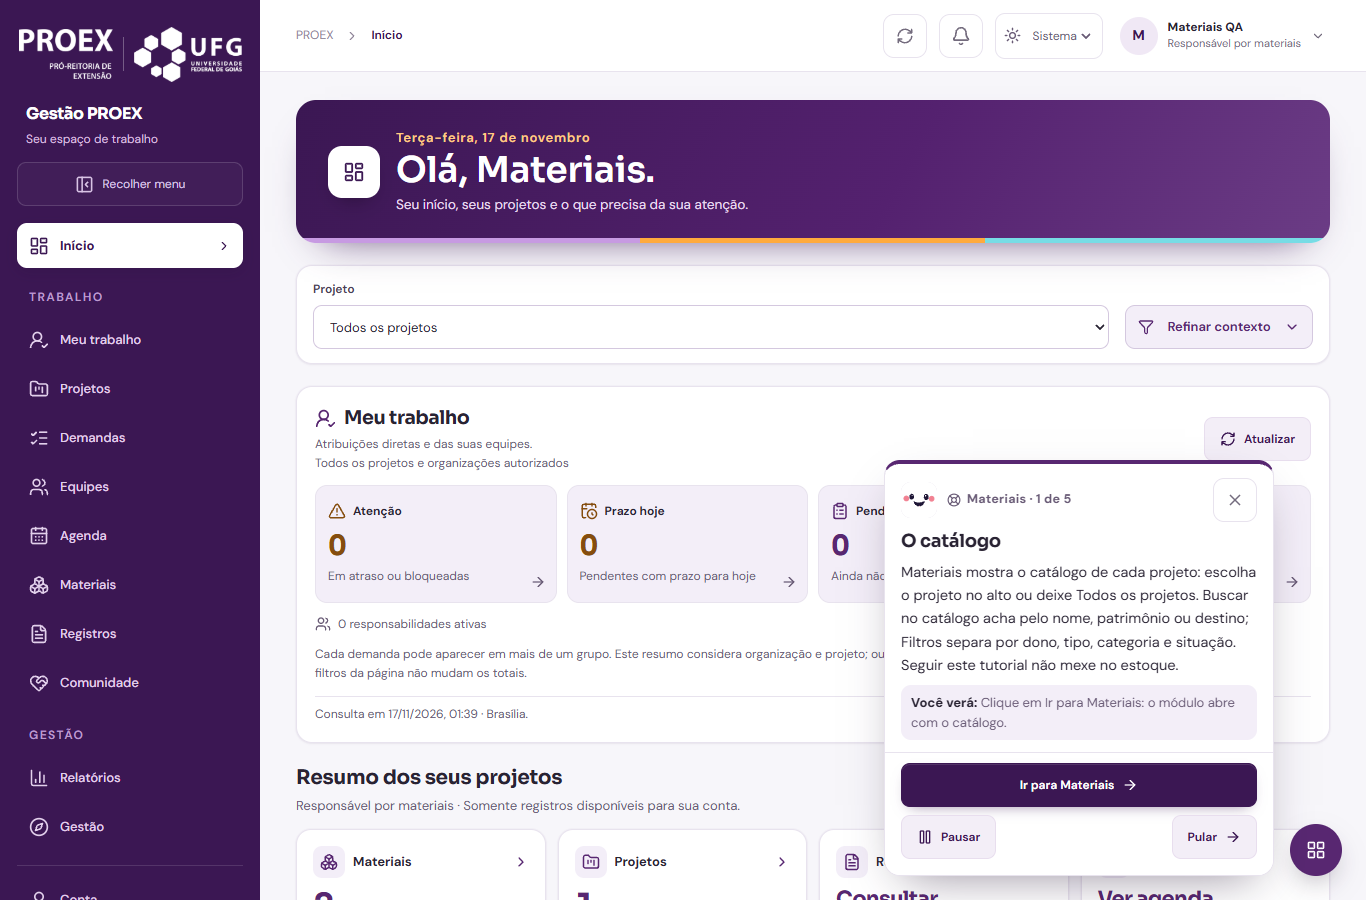 PROEX
PRÓ-REITORIA DE
EXTENSÃO
UFG
UNIVERSIDADE
FEDERAL DE GOIÁS
Gestão PROEX
Seu espaço de trabalho
Recolher menu
Início
TRABALHO
Meu trabalho
Projetos
Demandas
Equipes
Agenda
Materiais
Registros
Comunidade
GESTÃO
Relatórios
Gestão
Conta
PROEX > Início
Sistema
M
Materiais QA
Responsável por materiais
Terça-feira, 17 de novembro
Olá, Materiais.
Seu início, seus projetos e o que precisa da sua atenção.
Projeto
Todos os projetos
Refinar contexto
Meu trabalho
Atribuições diretas e das suas equipes.
Todos os projetos e organizações autorizados
Atualizar
Atenção
0
Em atraso ou bloqueadas
Prazo hoje
0
Pendentes com prazo para hoje
Pend
0
Ainda não
0 responsabilidades ativas
Cada demanda pode aparecer em mais de um grupo. Este resumo considera organização e projeto; ou
filtros da página não mudam os totais.
Consulta em 17/11/2026, 01:39 · Brasília.
Materiais · 1 de 5
O catálogo
Materiais mostra o catálogo de cada projeto: escolha
o projeto no alto ou deixe Todos os projetos. Buscar
no catálogo acha pelo nome, patrimônio ou destino;
Filtros separa por dono, tipo, categoria e situação.
Seguir este tutorial não mexe no estoque.
Você verá: Clique em Ir para Materiais: o módulo abre
com o catálogo.
Ir para Materiais
Pausar
Pular
Resumo dos seus projetos
Responsável por materiais · Somente registros disponíveis para sua conta.
Materiais
0
Projetos
1
R
Consultar
Ver agenda